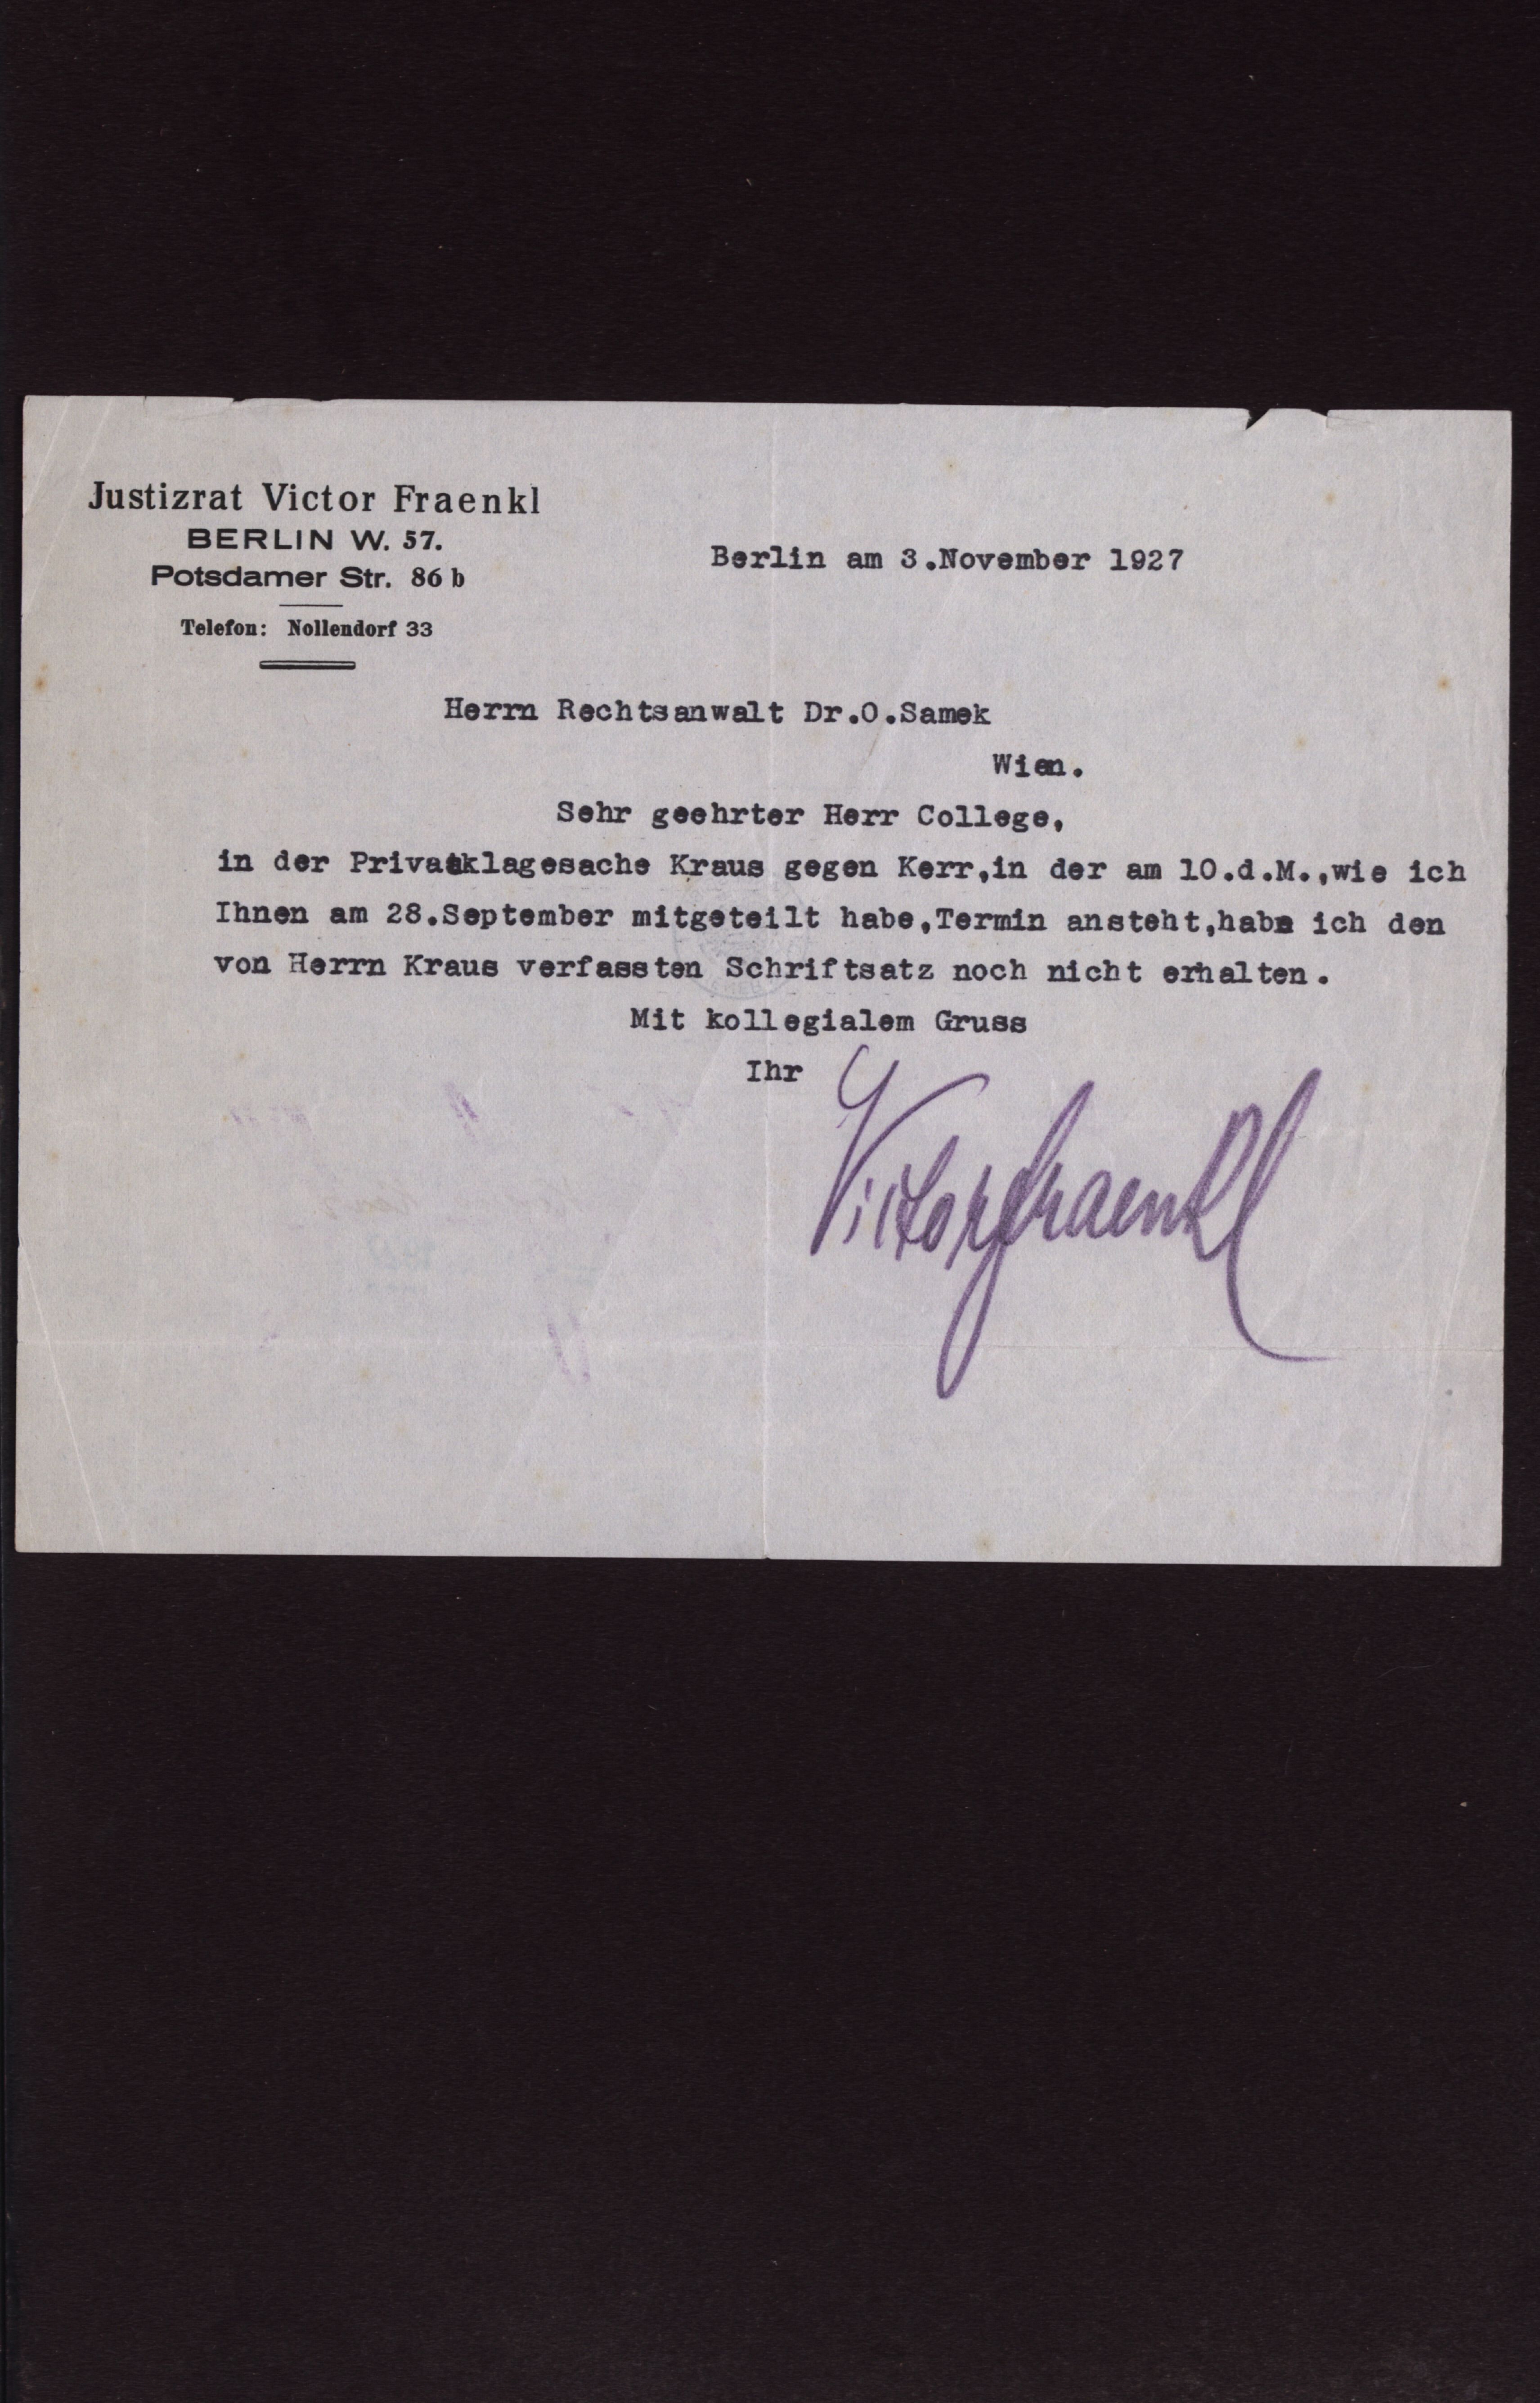 Justizrat Victor Fraenkl
BERLIN W. 57.
Potsdamer Str. 86 b
Telefon: Nollendorf 33
Berlin am 3.November 1927
Herrn Rechtsanwalt Dr.O.Samek
Wien.
Sehr geehrter Herr College,
in der Privatklagesache Kraus gegen Kerr,in der am 10.d.M.,wie ich
Ihnen am 28.September mitgeteilt habe,Termin ansteht,habe ich den
von Herrn Kraus verfassten Schriftsatz noch nicht erhalten.
Mit kollegialem Gruss
Ihr
Victor Fraenkl